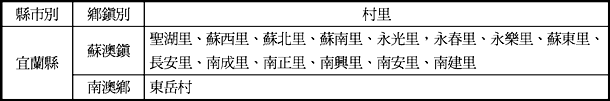 縣市別 鄉鎮別 村里
宜蘭縣 蘇澳鎮 聖湖里、蘇西里、蘇北里、蘇南里、永光里，永春里、永樂里、蘇東里、
長安里、南成里、南正里、南興里、南安里、南建里
南澳鄉 東岳村